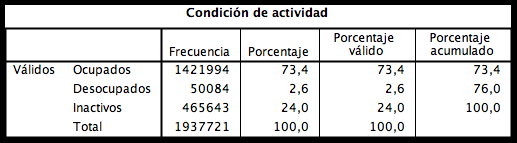 Condición de actividad
Frecuencia Porcentaje Porcentaje válido Porcentaje acumulado
Válidos Ocupados 1421994 73,4 73,4 73,4
Desocupados 50084 2,6 2,6 76,0
Inactivos 465643 24,0 24,0 100,0
Total 1937721 100,0 100,0